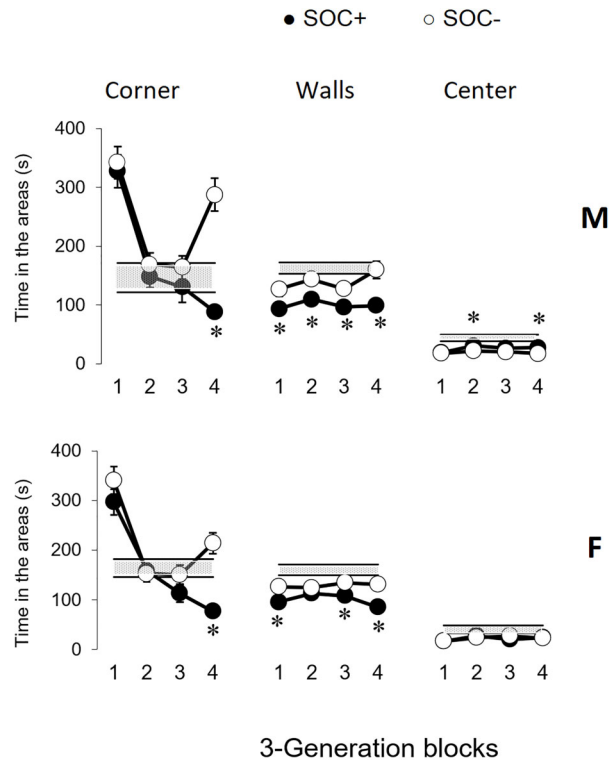 ● SOC+ ○ SOC-
Corner Walls Center
Time in the areas (s)
400
300
200
100
0
M
* * * * * * *
1 2 3 4 1 2 3 4 1 2 3 4
Time in the areas (s)
400
300
200
100
0
F
* * * *
1 2 3 4 1 2 3 4 1 2 3 4
3-Generation blocks